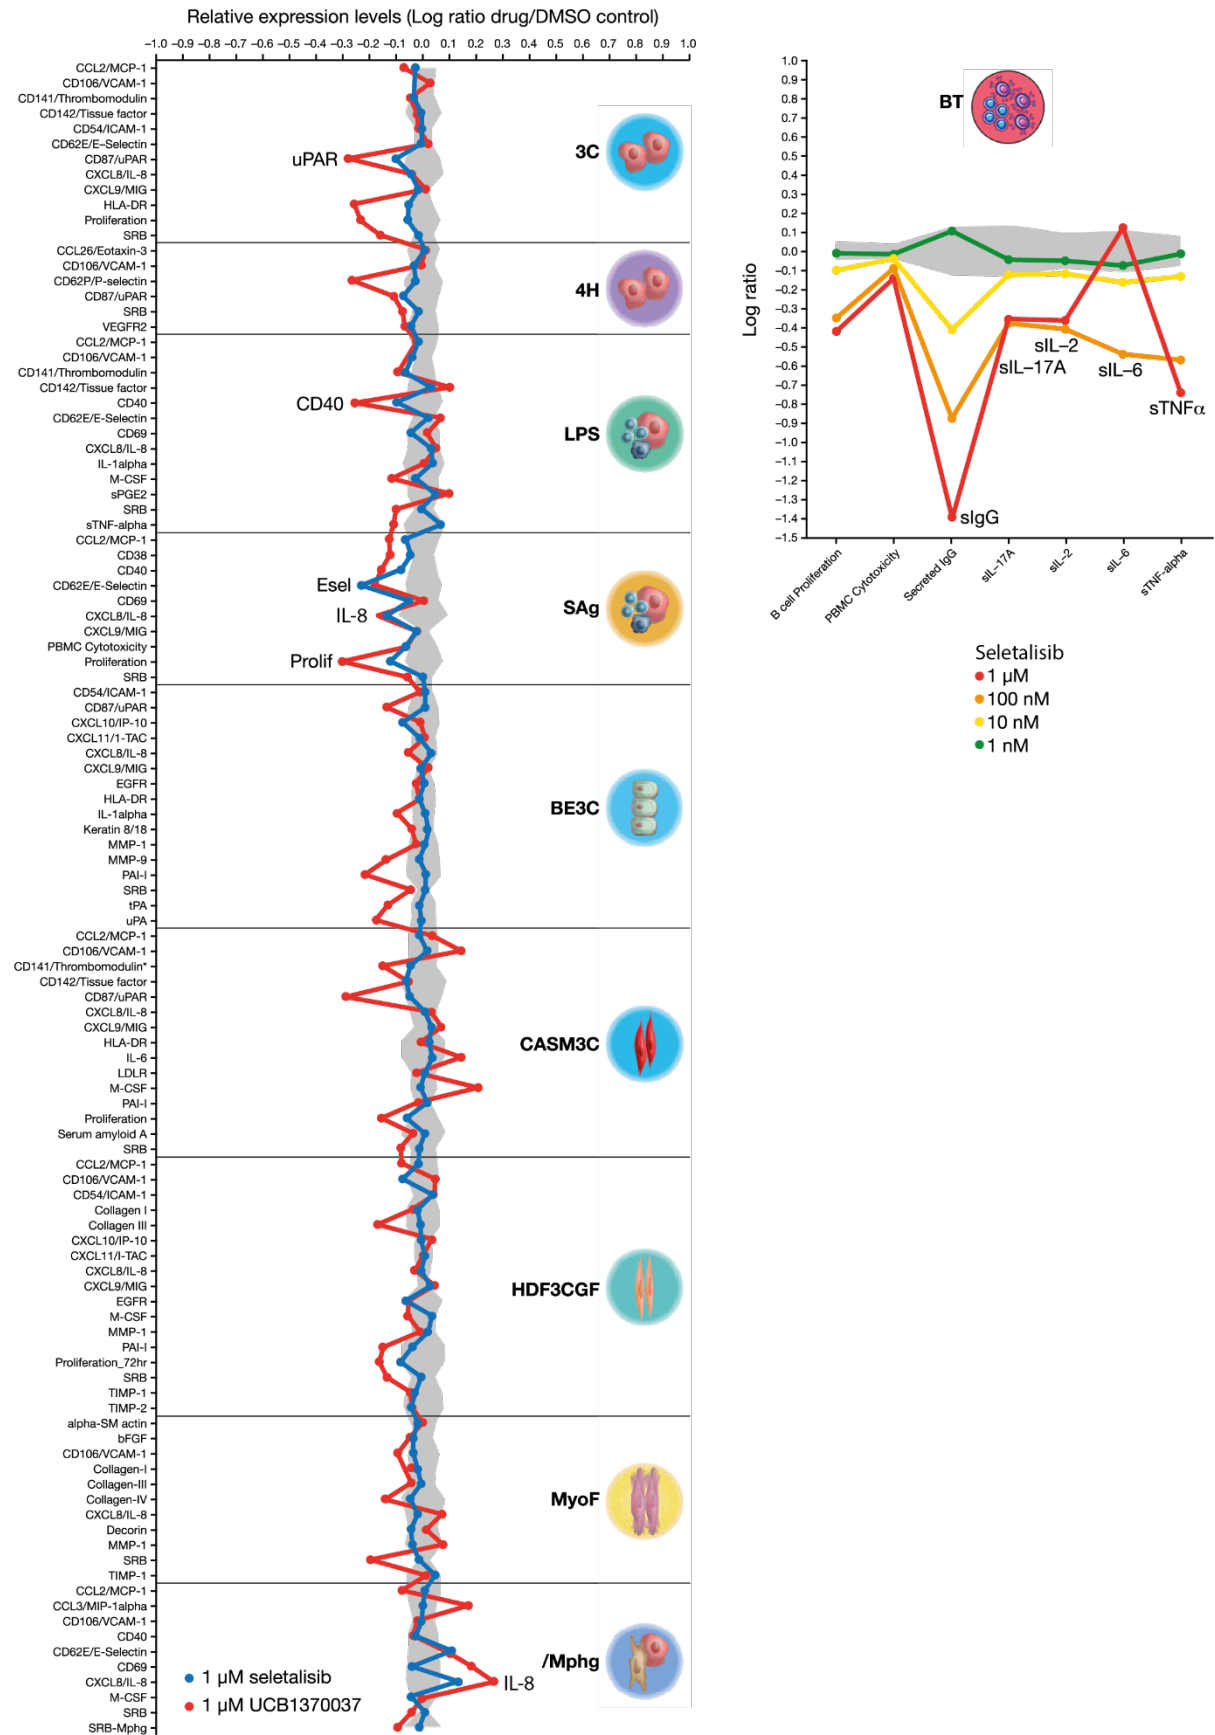 Relative expression levels (Log ratio drug/DMSO control)
-1.0 -0.9 -0.8 -0.7 -0.6 -0.5 -0.4 -0.3 -0.2 -0.1 0.0 0.1 0.2 0.3 0.4 0.5 0.6 0.7 0.8 0.9 1.0
CCL2/MCP-1
CD106/VCAM-1
CD141/Thrombomodulin
CD142/Tissue factor
CD54/ICAM-1
CD62E/E-Selectin
CD87/uPAR
CXCL8/IL-8
CXCL9/MIG
HLA-DR
Proliferation
SRB
uPAR
3C
CCL26/Eotaxin-3
CD106/VCAM-1
CD62P/P-selectin
CD87/uPAR
SRB
VEGFR2
4H
CCL2/MCP-1
CD106/VCAM-1
CD141/Thrombomodulin
CD142/Tissue factor
CD40
CD62E/E-Selectin
CD69
CXCL8/IL-8
IL-1alpha
M-CSF
sPGE2
SRB
sTNF-alpha
CD40
LPS
CCL2/MCP-1
CD38
CD40
CD62E/E-Selectin
CD69
CXCL8/IL-8
CXCL9/MIG
PBMC Cytotoxicity
Proliferation
SRB
Esel
IL-8
Prolif
SAg
CD54/ICAM-1
CD87/uPAR
CXCL10/IP-10
CXCL11/1-TAC
CXCL8/IL-8
CXCL9/MIG
EGFR
HLA-DR
IL-1alpha
Keratin 8/18
MMP-1
MMP-9
PAI-I
SRB
tPA
uPA
BE3C
CCL2/MCP-1
CD106/VCAM-1
CD141/Thrombomodulin*
CD142/Tissue factor
CD87/uPAR
CXCL8/IL-8
CXCL9/MIG
HLA-DR
IL-6
LDLR
M-CSF
PAI-I
Proliferation
Serum amyloid A
SRB
CASM3C
CCL2/MCP-1
CD106/VCAM-1
CD54/ICAM-1
Collagen I
Collagen III
CXCL10/IP-10
CXCL11/I-TAC
CXCL8/IL-8
CXCL9/MIG
EGFR
M-CSF
MMP-1
PAI-I
Proliferation_72hr
SRB
TIMP-1
TIMP-2
HDF3CGF
alpha-SM actin
bFGF
CD106/VCAM-1
Collagen-I
Collagen-III
Collagen-IV
CXCL8/IL-8
Decorin
MMP-1
SRB
TIMP-1
MyoF
CCL2/MCP-1
CCL3/MIP-1alpha
CD106/VCAM-1
CD40
CD62E/E-Selectin
CD69
CXCL8/IL-8
M-CSF
SRB
SRB-Mphg
IL-8
/Mphg
1 µM seletalisib
1 µM UCB1370037
BT
Log ratio
1.0
0.9
0.8
0.7
0.6
0.5
0.4
0.3
0.2
0.1
0.0
-0.1
-0.2
-0.3
-0.4
-0.5
-0.6
-0.7
-0.8
-0.9
-1.0
-1.1
-1.2
-1.3
-1.4
-1.5
sIgG
sIL-17A
sIL-2
sIL-6
sTNFα
B cell Proliferation
PBMC Cytotoxicity
Secreted IgG
sIL-17A
sIL-2
sIL-6
sTNF-alpha
Seletalisib
1 µM
100 nM
10 nM
1 nM